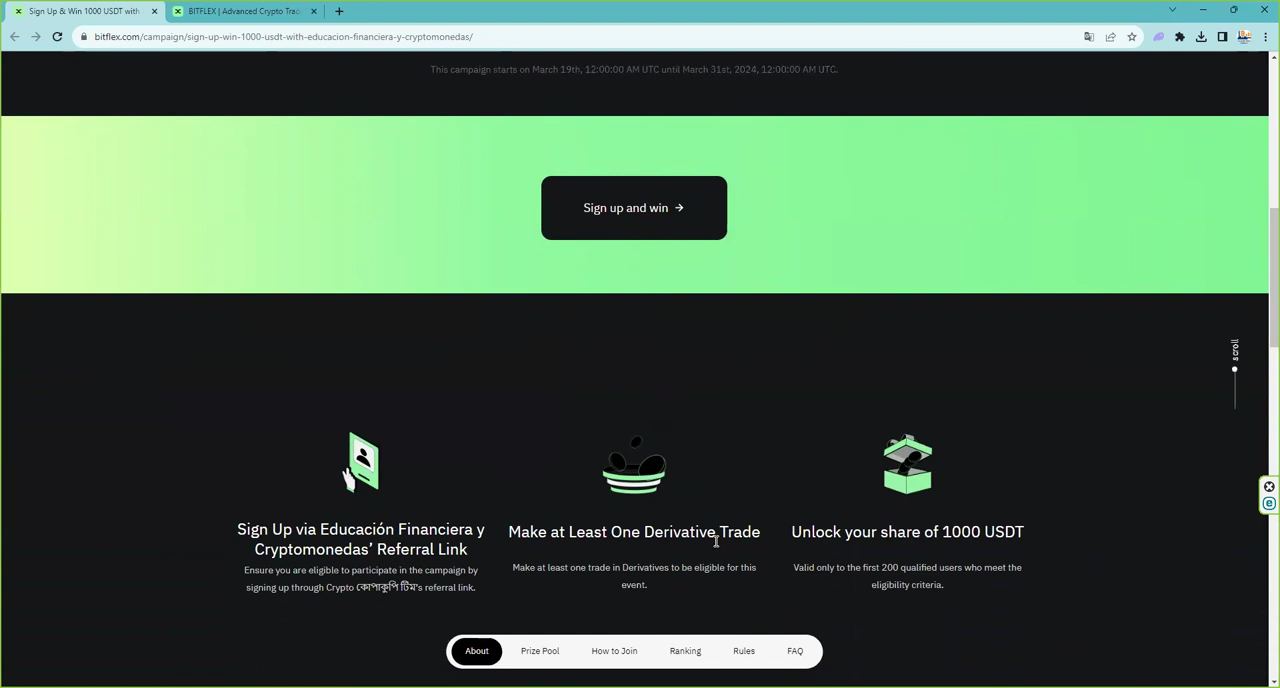 Sign Up & Win 1000 USDT with
BITFLEX | Advanced Crypto Trad
bitflex.com/campaign/sign-up-win-1000-usdt-with-educacion-financiera-y-cryptomonedas/
This campaign starts on March 19th, 12:00:00 AM UTC until March 31st, 2024, 12:00:00 AM UTC.
Sign up and win →
scroll
Sign Up via Educación Financiera y
Cryptomonedas’ Referral Link
Ensure you are eligible to participate in the campaign by
signing up through Crypto কোপাকুপি টিম's referral link.
Make at Least One Derivative Trade
Make at least one trade in Derivatives to be eligible for this
event.
Unlock your share of 1000 USDT
Valid only to the first 200 qualified users who meet the
eligibility criteria.
About Prize Pool How to Join Ranking Rules FAQ